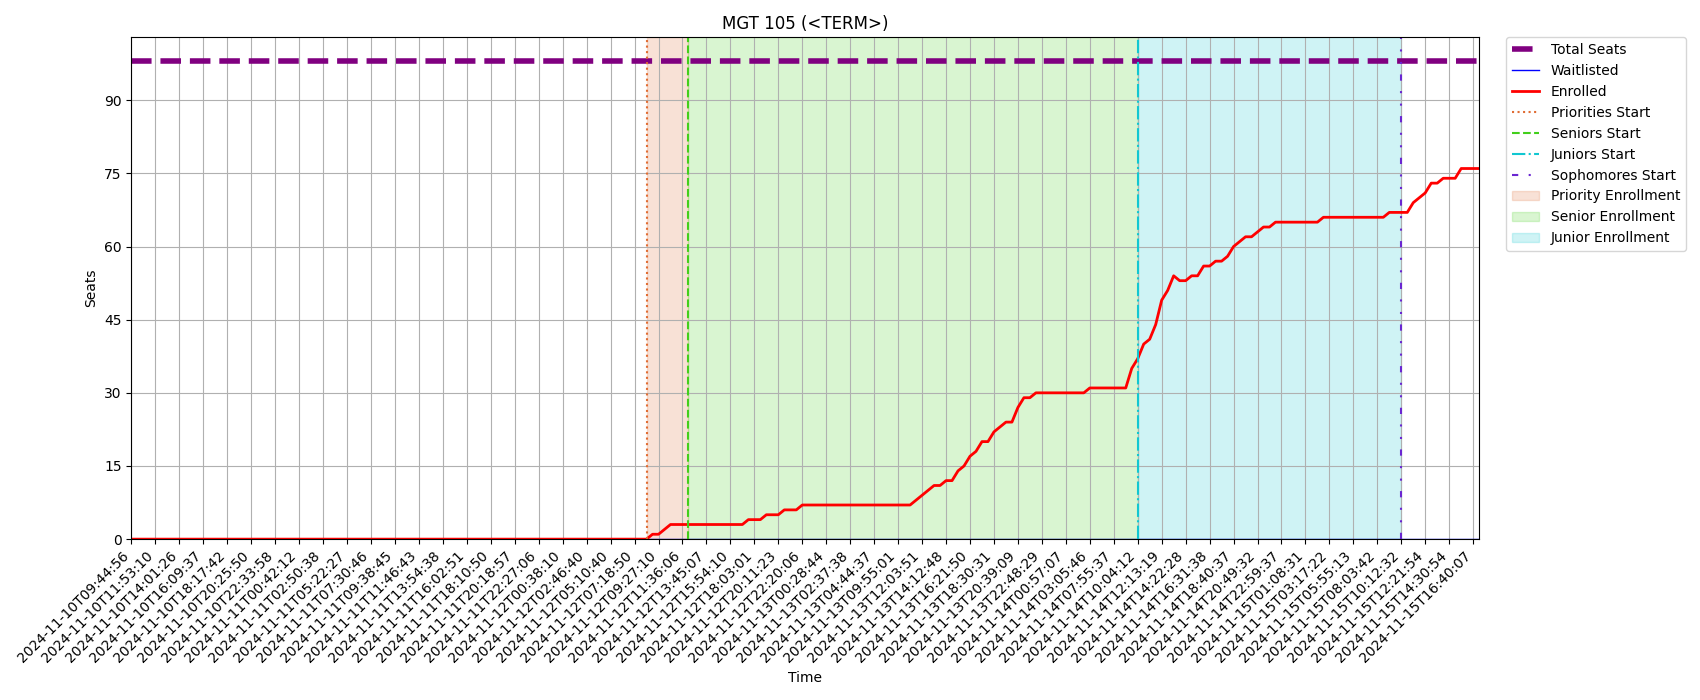 MGT 105 (<TERM>)
Total Seats
Waitlisted
Enrolled
Priorities Start
Seniors Start
Juniors Start
Sophomores Start
Priority Enrollment
Senior Enrollment
Junior Enrollment
Seats
90
75
60
45
30
15
0
2024-11-10T09:44:56
2024-11-10T11:53:10
2024-11-10T14:01:26
2024-11-10T16:09:37
2024-11-10T18:17:42
2024-11-10T20:25:50
2024-11-10T22:33:58
2024-11-11T00:42:12
2024-11-11T02:50:38
2024-11-11T05:22:27
2024-11-11T07:30:46
2024-11-11T09:38:45
2024-11-11T11:46:43
2024-11-11T13:54:38
2024-11-11T16:02:51
2024-11-11T18:10:50
2024-11-11T20:18:57
2024-11-11T22:27:06
2024-11-12T00:38:10
2024-11-12T02:46:40
2024-11-12T05:10:40
2024-11-12T07:18:50
2024-11-12T09:27:10
2024-11-12T11:36:06
2024-11-12T13:45:07
2024-11-12T15:54:10
2024-11-12T18:03:01
2024-11-12T20:11:23
2024-11-12T22:20:06
2024-11-13T00:28:44
2024-11-13T02:37:38
2024-11-13T04:44:37
2024-11-13T09:55:01
2024-11-13T12:03:51
2024-11-13T14:12:48
2024-11-13T16:21:50
2024-11-13T18:30:31
2024-11-13T20:39:09
2024-11-13T22:48:29
2024-11-14T00:57:07
2024-11-14T03:05:46
2024-11-14T07:55:37
2024-11-14T10:04:12
2024-11-14T12:13:19
2024-11-14T14:22:28
2024-11-14T16:31:38
2024-11-14T18:40:37
2024-11-14T20:49:32
2024-11-14T22:59:37
2024-11-15T01:08:31
2024-11-15T03:17:22
2024-11-15T05:55:13
2024-11-15T08:03:42
2024-11-15T10:12:32
2024-11-15T12:21:54
2024-11-15T14:30:54
2024-11-15T16:40:07
Time